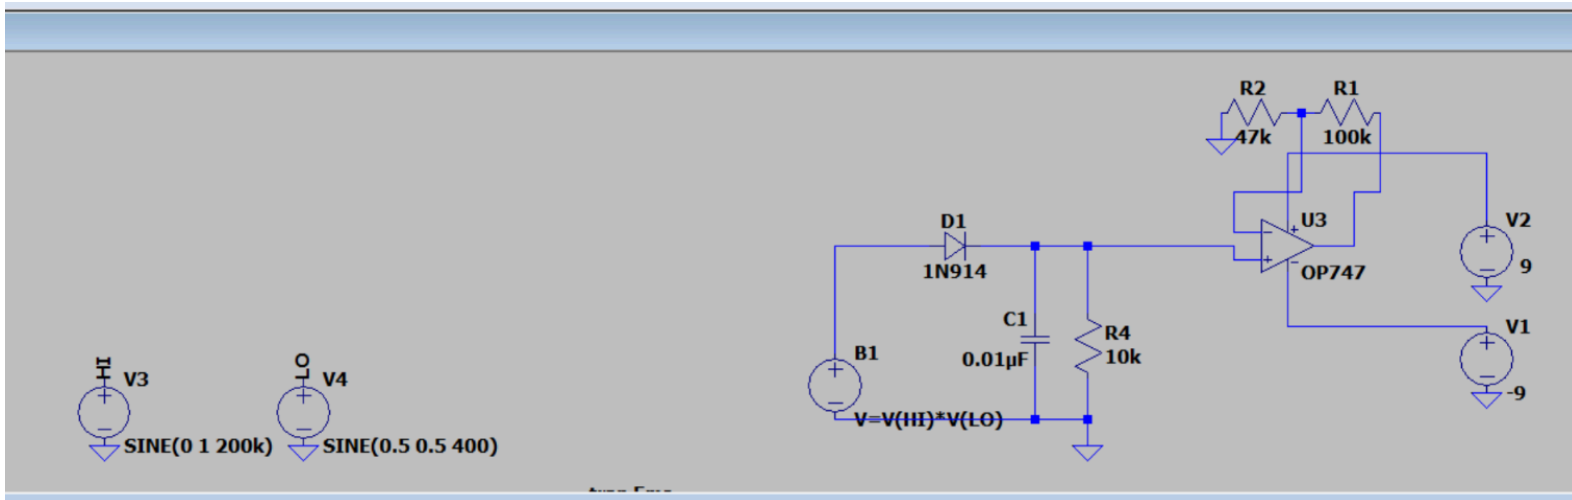 R2
R1
47k
100k
D1
U3
V2
1N914
OP747
9
C1
V1
R4
HI
LO
B1
0.01µF
10k
V3
V4
-9
V=V(HI)*V(LO)
SINE(0 1 200k)
SINE(0.5 0.5 400)